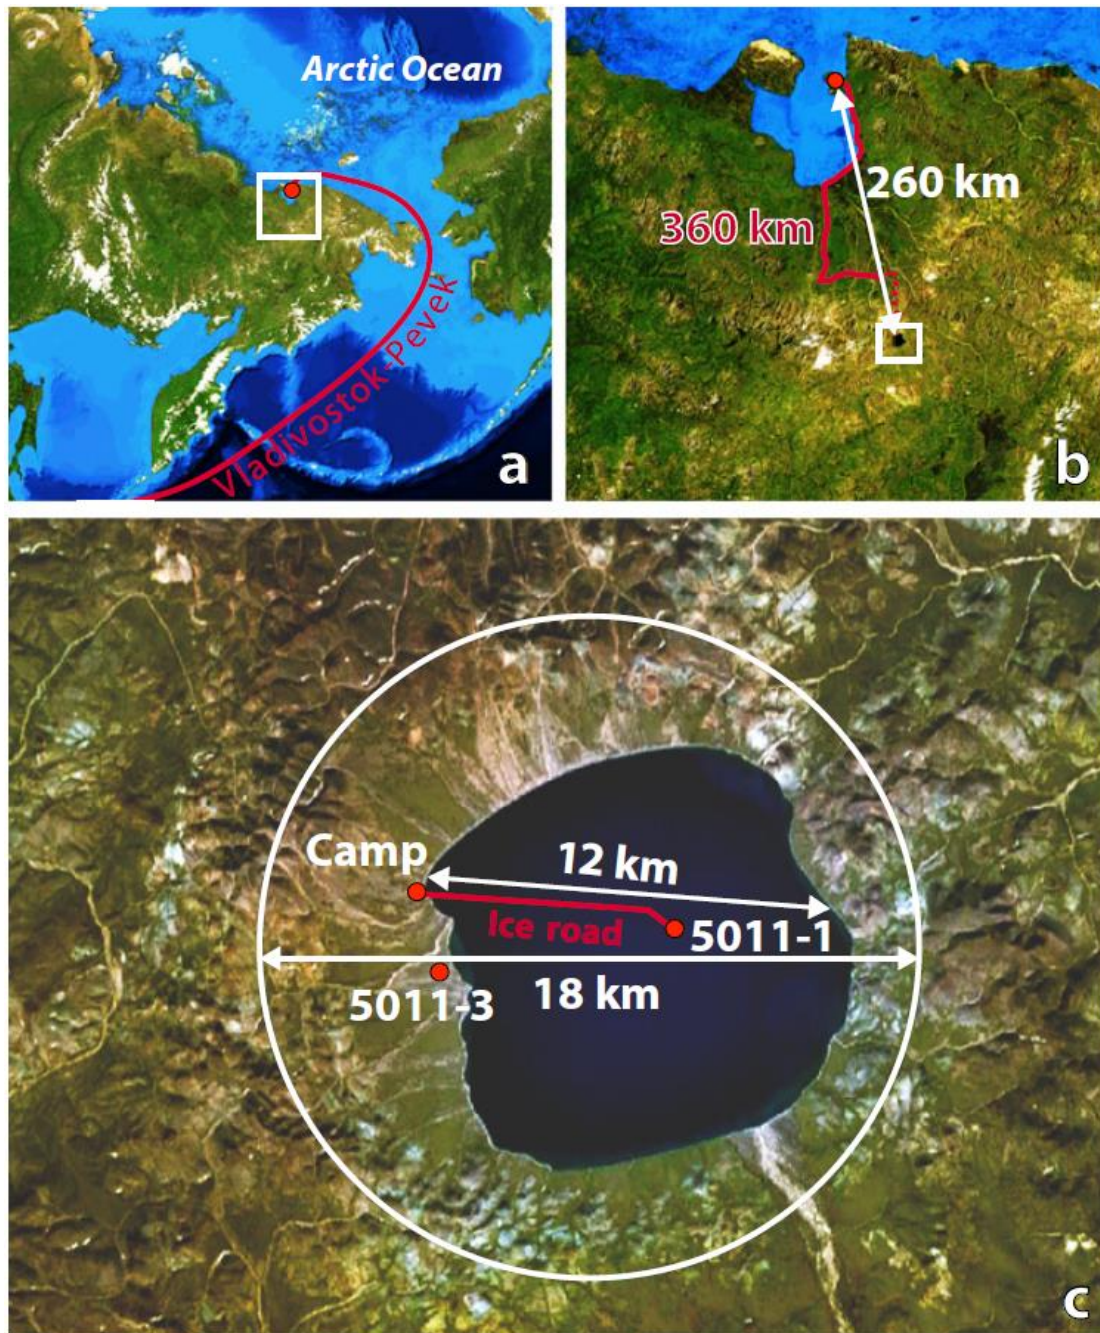 Arctic Ocean
Vladivostok-Pevek
a
260 km
360 km
b
Camp
12 km
Ice road
5011-1
5011-3
18 km
c